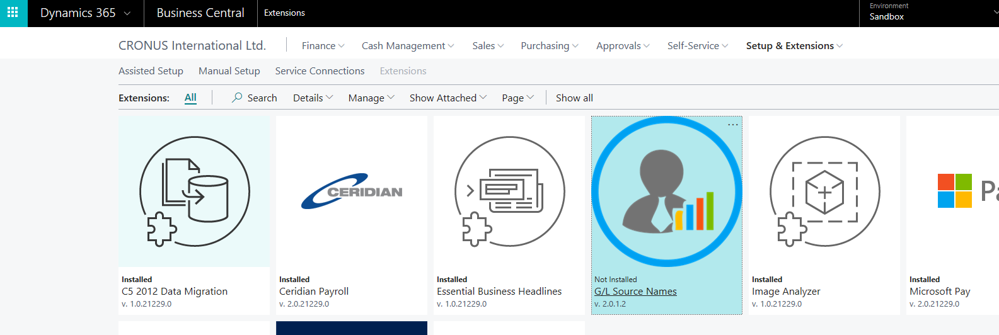 Dynamics 365 Business Central Extensions Environment Sandbox
CRONUS International Ltd. Finance Cash Management Sales Purchasing Approvals Self-Service Setup & Extensions
Assisted Setup Manual Setup Service Connections Extensions
Extensions: All Search Details Manage Show Attached Page Show all
CERIDIAN
Installed
C5 2012 Data Migration
v. 1.0.21229.0
Installed
Ceridian Payroll
v. 2.0.21229.0
Installed
Essential Business Headlines
v. 1.0.21229.0
Not Installed
G/L Source Names
v. 2.0.1.2
Installed
Image Analyzer
v. 1.0.21229.0
Installed
Microsoft Pay
v. 2.0.21229.0